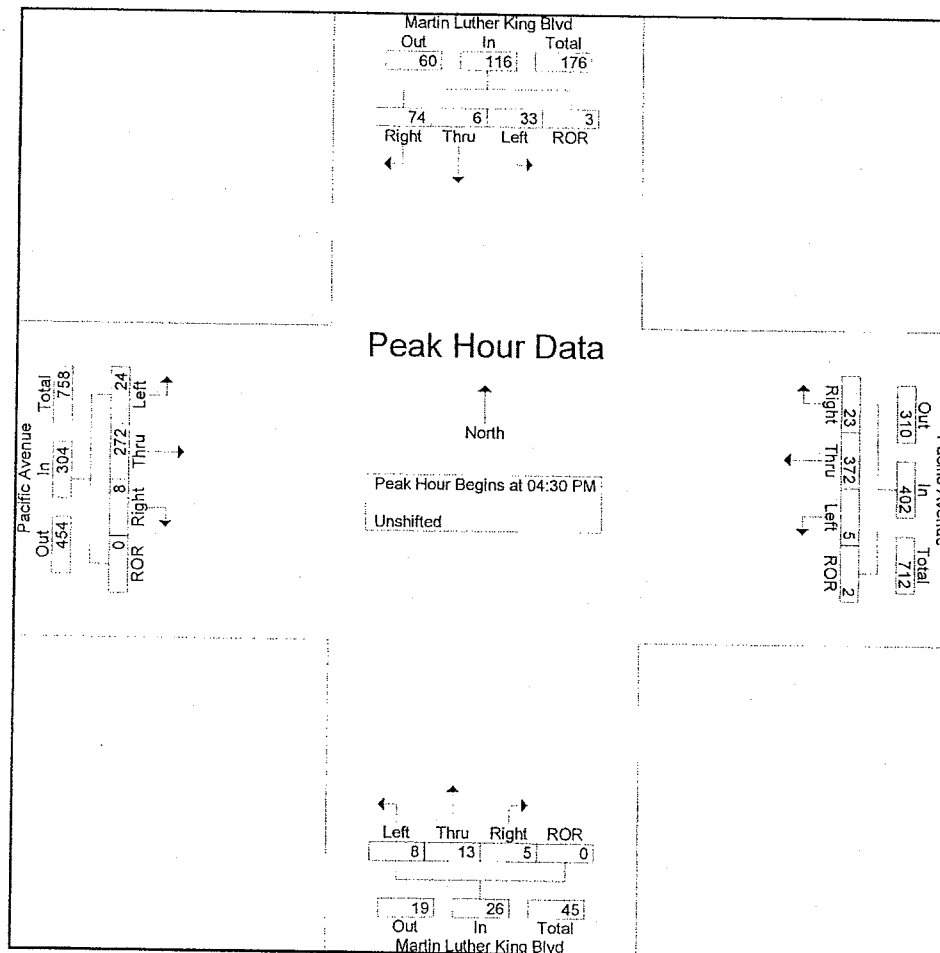 Martin Luther King Blvd
Out In Total
60 116 176
74 6 33 3
Right Thru Left ROR
Peak Hour Data
North
Peak Hour Begins at 04:30 PM
Unshifted
Pacific Avenue
Out In Total
454 304 758
0 8 272 24
ROR Right Thru Left
Right Thru Left ROR
23 372 5 2
Out In Total
310 402 712
Left Thru Right ROR
8 13 5 0
19 26 45
Out In Total
Martin Luther King Blvd